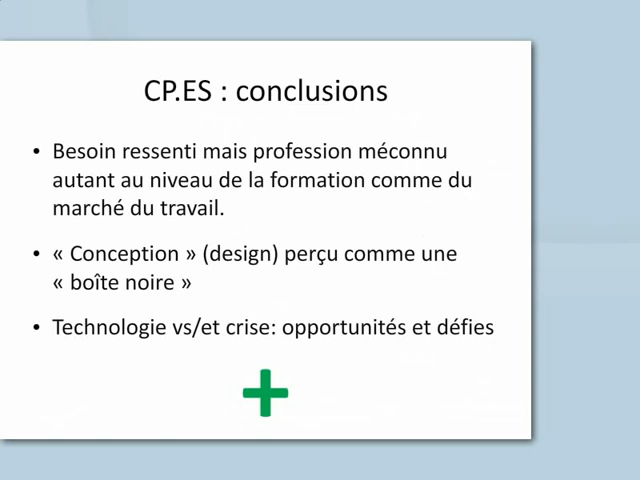 CP.ES : conclusions
• Besoin ressenti mais profession méconnu
autant au niveau de la formation comme du
marché du travail.
• « Conception » (design) perçu comme une
« boîte noire »
• Technologie vs/et crise: opportunités et défies